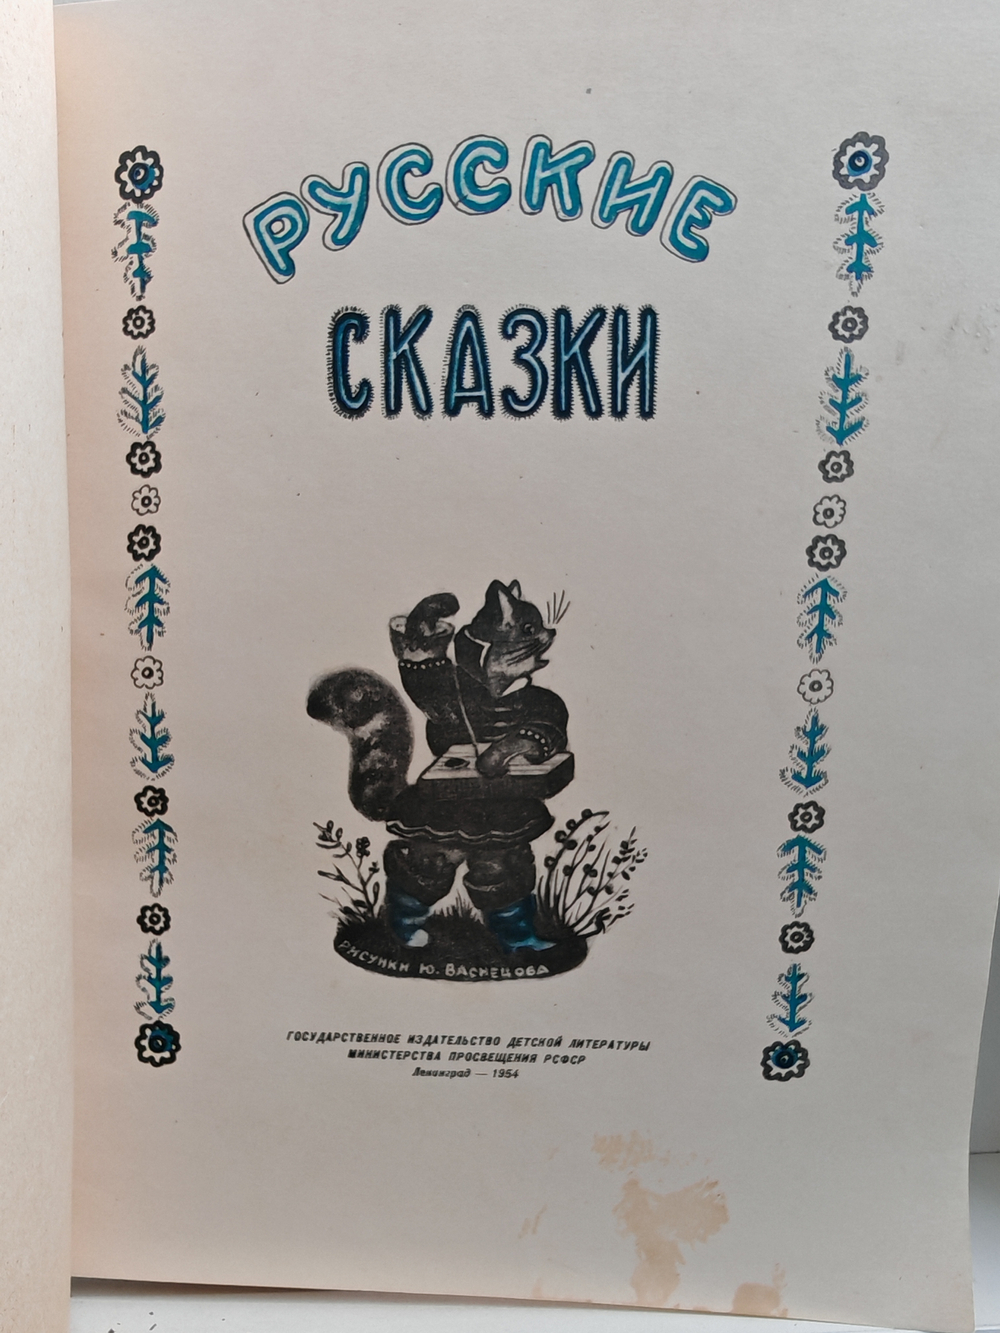 РУССКИЕ
СКАЗКИ
РИСУНКИ Ю. ВАСНЕЦОВА
ГОСУДАРСТВЕННОЕ ИЗДАТЕЛЬСТВО ДЕТСКОЙ ЛИТЕРАТУРЫ
МИНИСТЕРСТВА ПРОСВЕЩЕНИЯ РСФСР
Ленинград — 1954